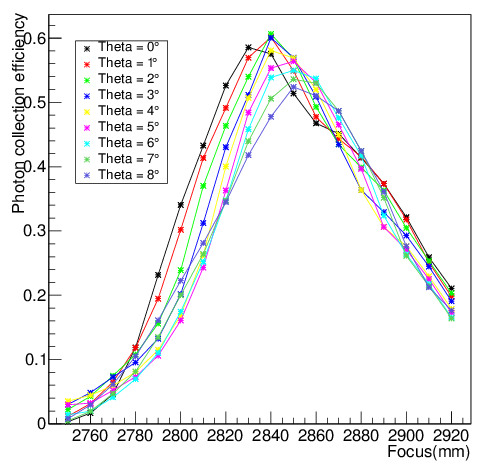 Photon collection efficiency
0.6
0.5
0.4
0.3
0.2
0.1
0
Theta = 0°
Theta = 1°
Theta = 2°
Theta = 3°
Theta = 4°
Theta = 5°
Theta = 6°
Theta = 7°
Theta = 8°
2760 2780 2800 2820 2840 2860 2880 2900 2920
Focus(mm)